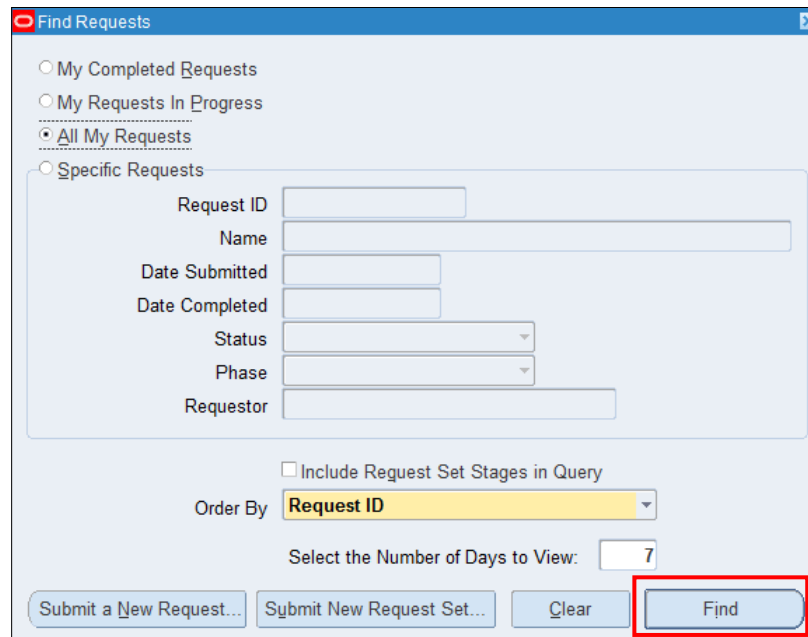 Find Requests
My Completed Requests
My Requests In Progress
All My Requests
Specific Requests
Request ID
Name
Date Submitted
Date Completed
Status
Phase
Requestor
Include Request Set Stages in Query
Order By Request ID
Select the Number of Days to View: 7
Submit a New Request... Submit New Request Set... Clear Find